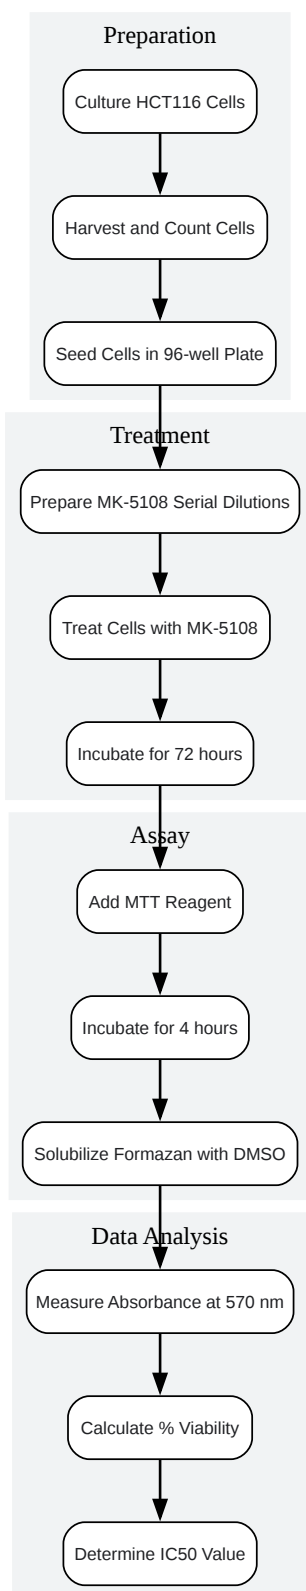 Preparation
Culture HCT116 Cells
Harvest and Count Cells
Seed Cells in 96-well Plate
Treatment
Prepare MK-5108 Serial Dilutions
Treat Cells with MK-5108
Incubate for 72 hours
Assay
Add MTT Reagent
Incubate for 4 hours
Solubilize Formazan with DMSO
Data Analysis
Measure Absorbance at 570 nm
Calculate % Viability
Determine IC50 Value